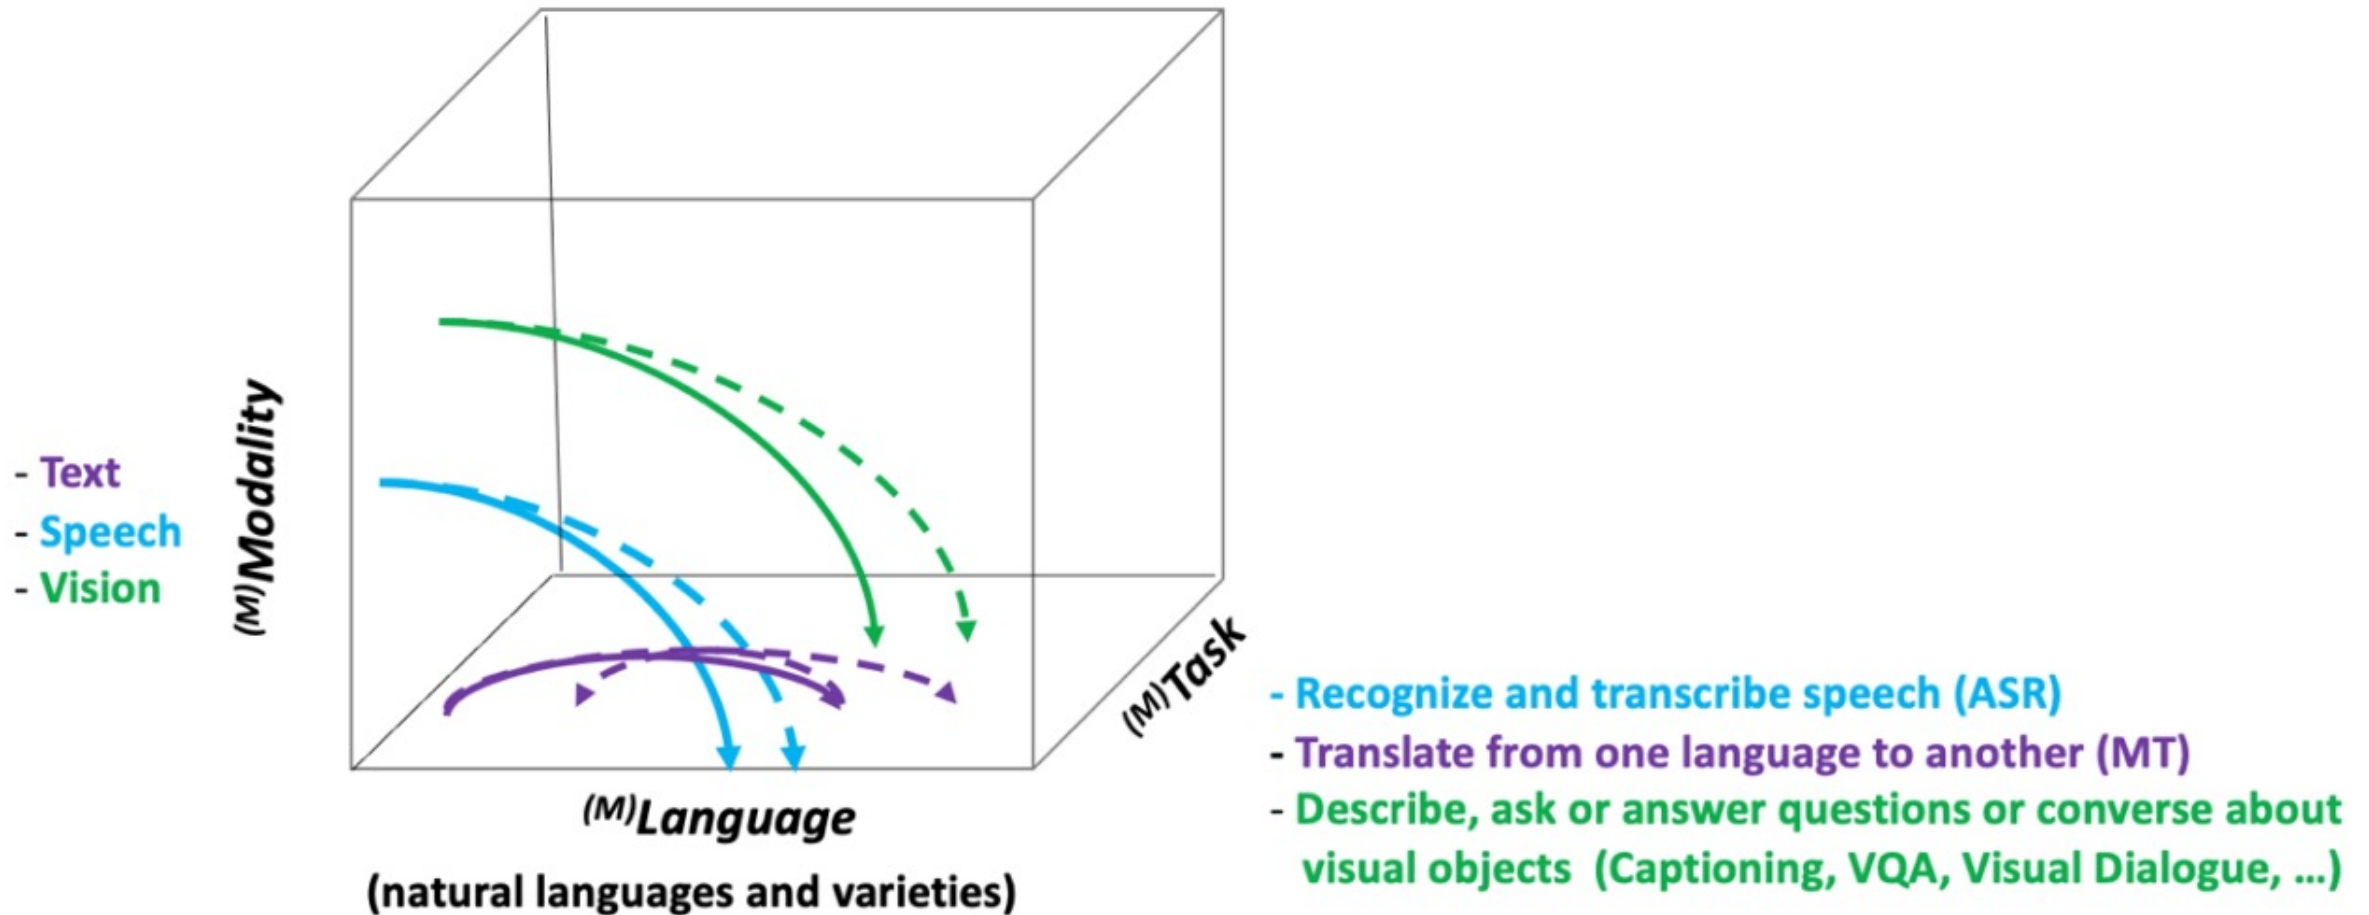 (M)Modality
- Text
- Speech
- Vision
(M)Task
- Recognize and transcribe speech (ASR)
- Translate from one language to another (MT)
- Describe, ask or answer questions or converse about
visual objects (Captioning, VQA, Visual Dialogue, ...)
(M)Language
(natural languages and varieties)